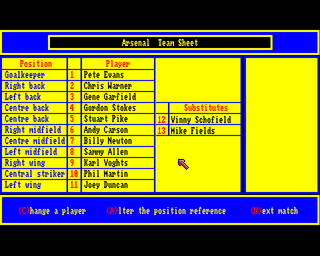 Arsenal Team Sheet
Position Player
Goalkeeper 1 Pete Evans
Right back 2 Chris Warner
Left back 3 Gene Garfield
Centre back 4 Gordon Stokes
Centre back 5 Stuart Pike
Right midfield 6 Andy Carson
Centre midfield 7 Billy Newton
Left midfield 8 Sammy Allen
Right wing 9 Karl Voghts
Central striker 10 Phil Martin
Left wing 11 Joey Duncan
Substitutes
12 Vinny Schofield
13 Mike Fields
(C)hange a player (A)lter the position reference (N)ext match